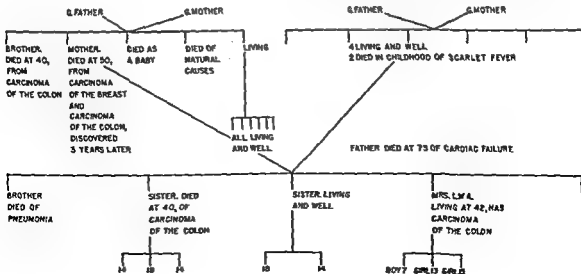 G.FATHER G.MOTHER G.FATHER G.MOTHER
BROTHER.
DIED AT 40,
FROM
CARCINOMA
OF THE COLON
MOTHER.
DIED AT 50,
FROM
CARCINOMA
OF THE BREAST
AND
CARCINOMA
OF THE COLON,
DISCOVERED
3 YEARS LATER
DIED AS
A BABY
DIED OF
NATURAL
CAUSES
LIVING
ALL LIVING
AND WELL
4 LIVING AND WELL
2 DIED IN CHILDHOOD OF SCARLET FEVER
FATHER DIED AT 73 OF CARDIAC FAILURE
BROTHER
DIED OF
PNEUMONIA
SISTER. DIED
AT 40, OF
CARCINOMA
OF THE COLON
SISTER. LIVING
AND WELL
MRS. L.W.A.
LIVING AT 42, HAS
CARCINOMA
OF THE COLON
BOY 7 GIRL 13 GIRL 15